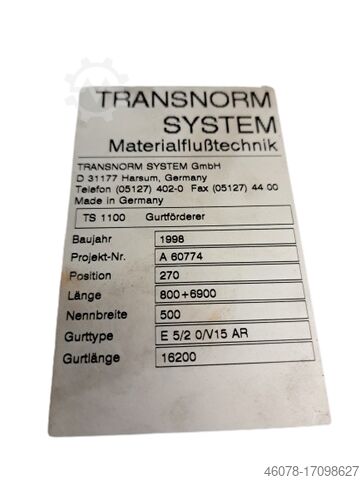 TRANSNORM
SYSTEM
Materialflußtechnik
TRANSNORM SYSTEM GmbH
D 31177 Harsum, Germany
Telefon (05127) 402-0 Fax (05127) 44 00
Made in Germany
TS 1100 Gurtförderer
Baujahr 1998
Projekt-Nr. A 60774
Position 270
Länge 800+6900
Nennbreite 500
Gurttype E 5/2 0/V15 AR
Gurtlänge 16200
46078-17098627